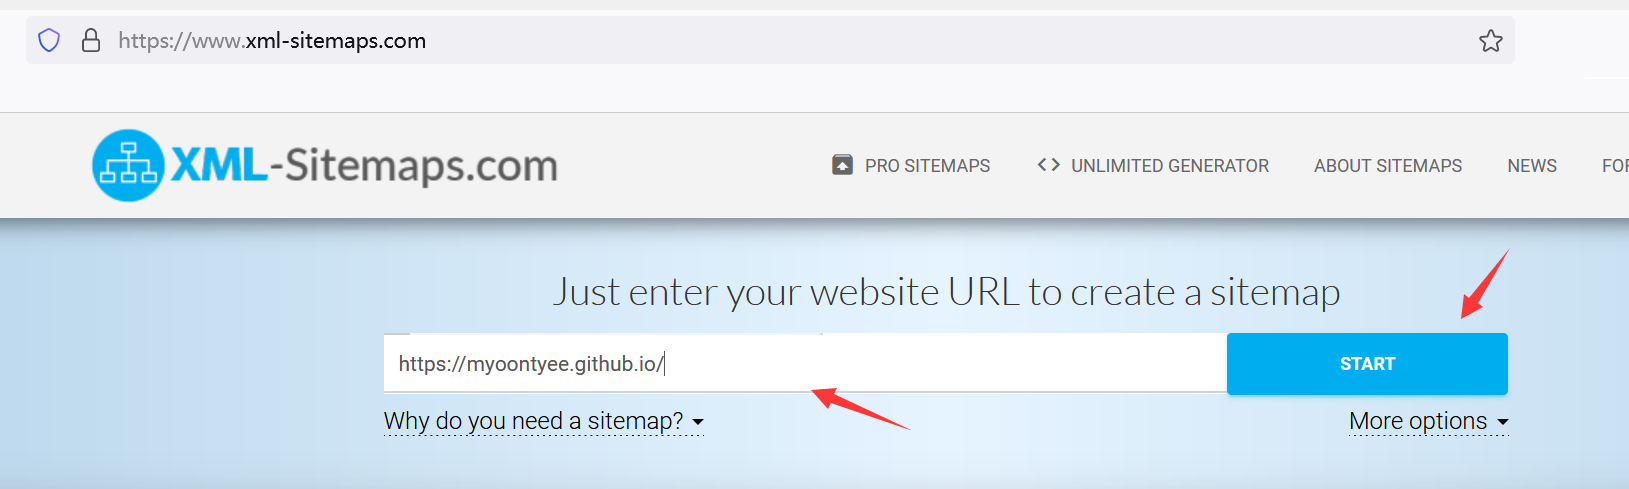 https://www.xml-sitemaps.com
XML-Sitemaps.com
PRO SITEMAPS
UNLIMITED GENERATOR
ABOUT SITEMAPS
NEWS
Just enter your website URL to create a sitemap
https://myoontyee.github.io/
START
Why do you need a sitemap?
More options